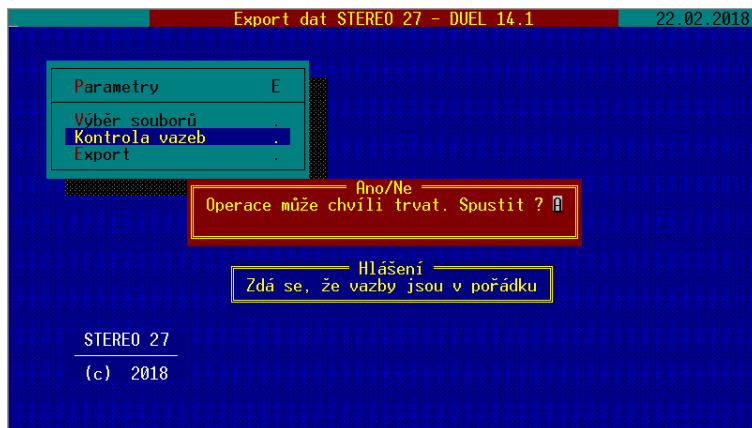 Export dat STEREO 27 - DUEL 14.1 22.02.2018
Parametry E
Výběr souborů .
Kontrola vazeb .
Export .
Ano/Ne
Operace může chvíli trvat. Spustit ? A
Hlášení
Zdá se, že vazby jsou v pořádku
STEREO 27
(c) 2018